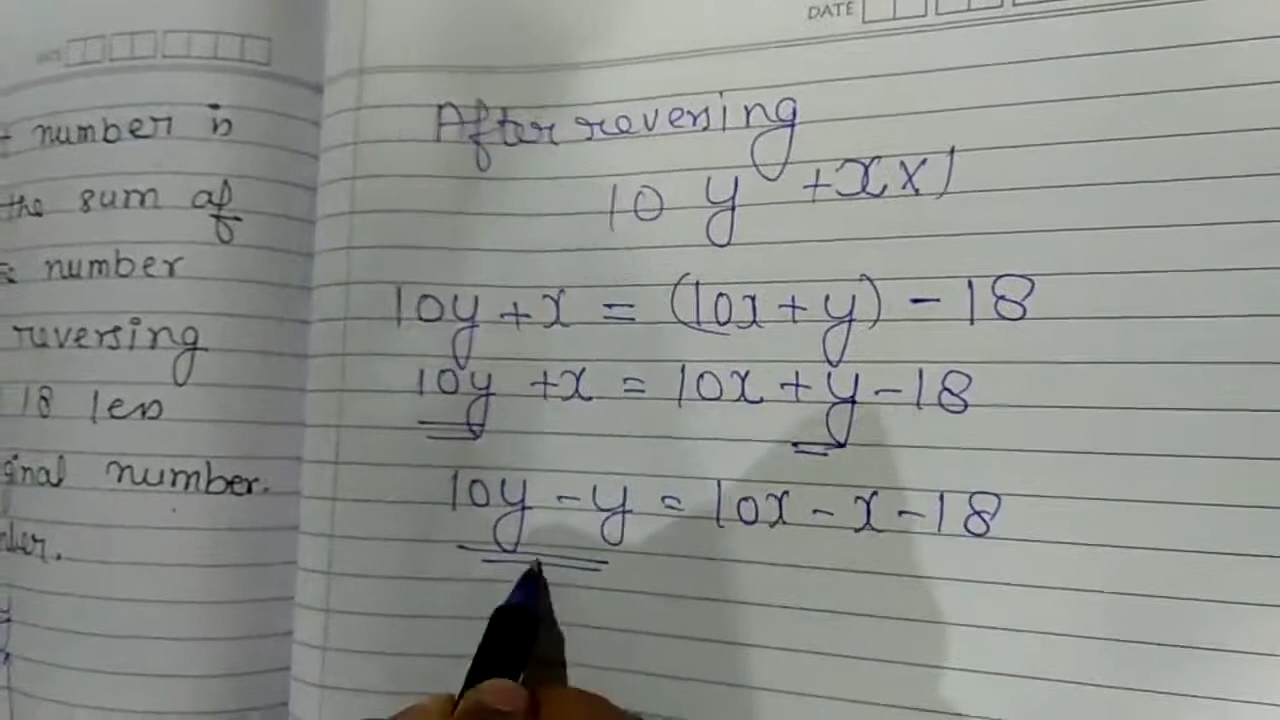 DATE
number is
the sum of
number
reversing
18 less
number.
DATE
After reversing
10 y + x x 1
10y + x = (10x + y) - 18
10y + x = 10x + y - 18
10y - y = 10x - x - 18